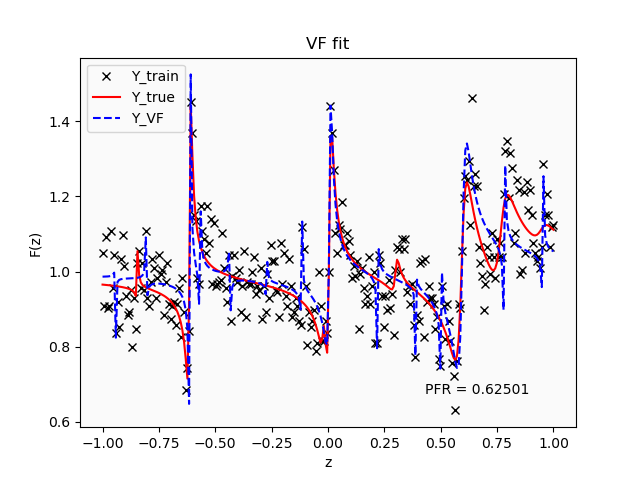 VF fit
Y_train
Y_true
Y_VF
F(z)
1.4
1.2
1.0
0.8
0.6
PFR = 0.62501
−1.00 −0.75 −0.50 −0.25 0.00 0.25 0.50 0.75 1.00
z